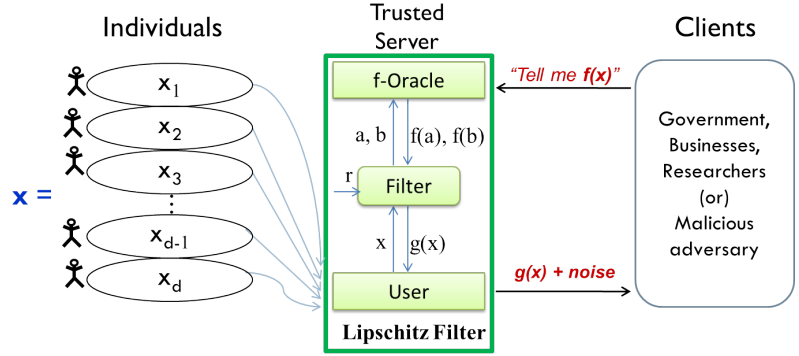 Individuals
Trusted
Server
Clients
x =
x1
x2
x3
xd-1
xd
f-Oracle
a, b
f(a), f(b)
r
Filter
x
g(x)
User
Lipschitz Filter
“Tell me f(x)”
g(x) + noise
Government,
Businesses,
Researchers
(or)
Malicious
adversary